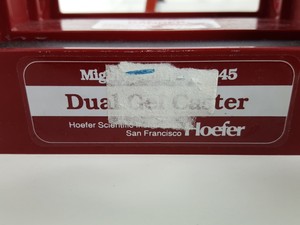 Mig 45
Dual Gel Caster
Hoefer Scientific
San Francisco Hoefer